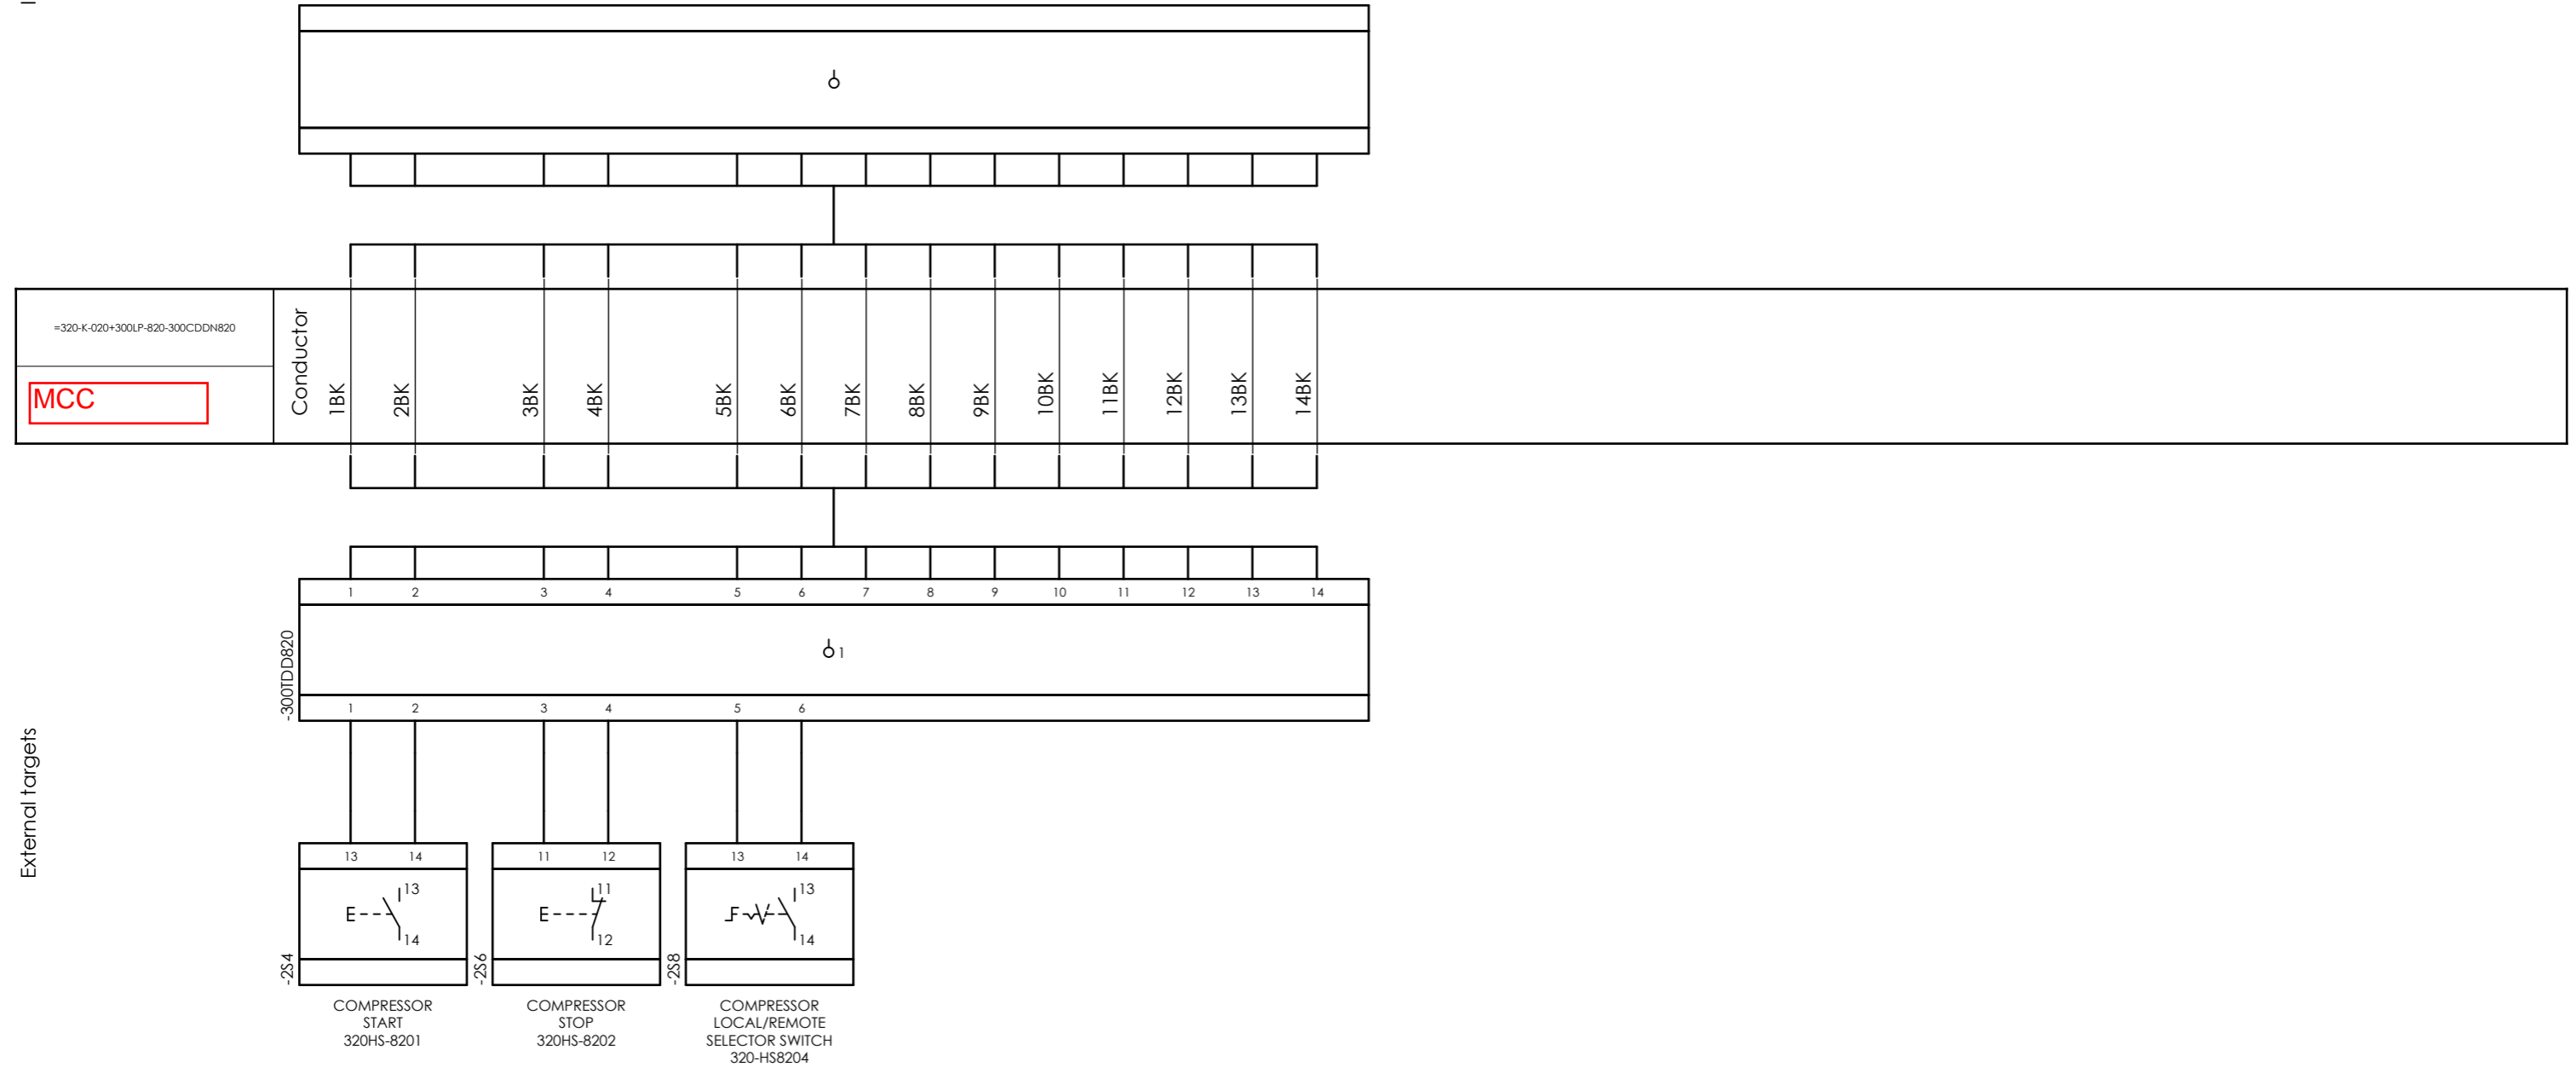 =320-K-020+300LP-820-300CDDN820
MCC
Conductor
1BK
2BK
3BK
4BK
5BK
6BK
7BK
8BK
9BK
10BK
11BK
12BK
13BK
14BK
1 2 3 4 5 6 7 8 9 10 11 12 13 14
-300TDD820
1
1 2 3 4 5 6
External targets
13 14
11 12
13 14
E
13
14
E
11
12
13
14
-2S4
-2S6
-2S8
COMPRESSOR
START
320HS-8201
COMPRESSOR
STOP
320HS-8202
COMPRESSOR
LOCAL/REMOTE
SELECTOR SWITCH
320-HS8204